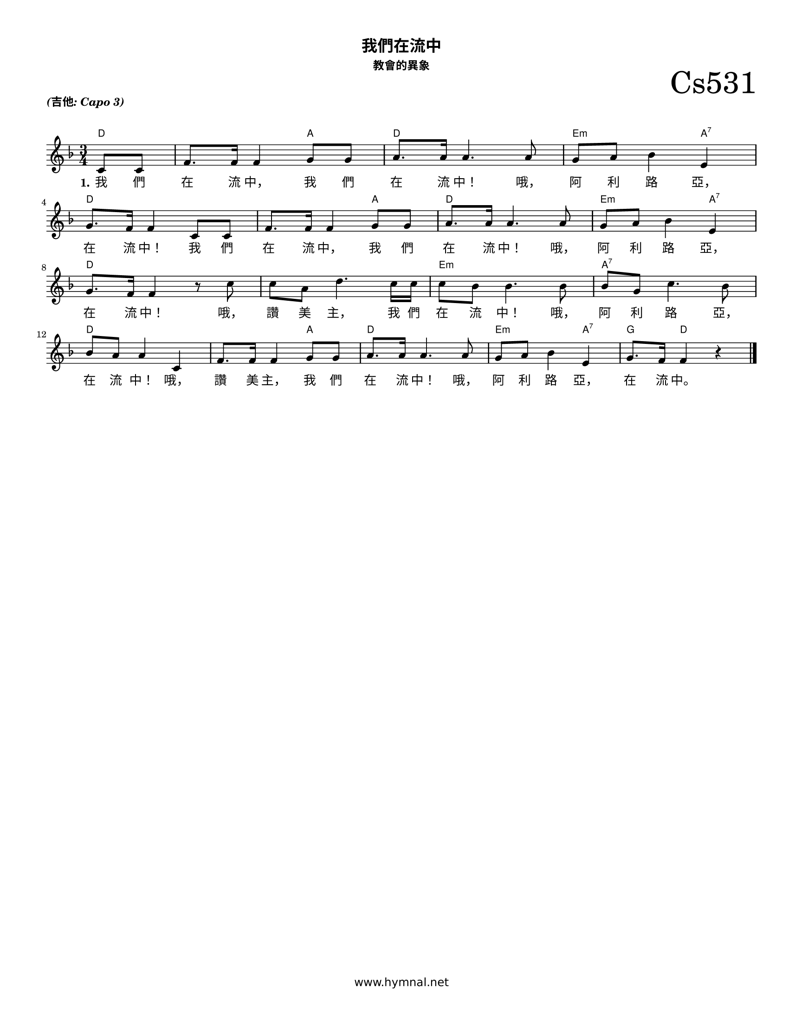 我們在流中
教會的異象
Cs531
(吉他: Capo 3)
D A D Em A7
3
4
1. 我 們 在 流 中, 我 們 在 流 中! 哦, 阿 利 路 亞,
4
D A D Em A7
在 流 中! 我 們 在 流 中, 我 們 在 流 中! 哦, 阿 利 路 亞,
8
D Em A7
在 流 中! 哦, 讚 美 主, 我 們 在 流 中! 哦, 阿 利 路 亞,
12
D A D Em A7 G D
在 流 中! 哦, 讚 美 主, 我 們 在 流 中! 哦, 阿 利 路 亞, 在 流 中。
www.hymnal.net